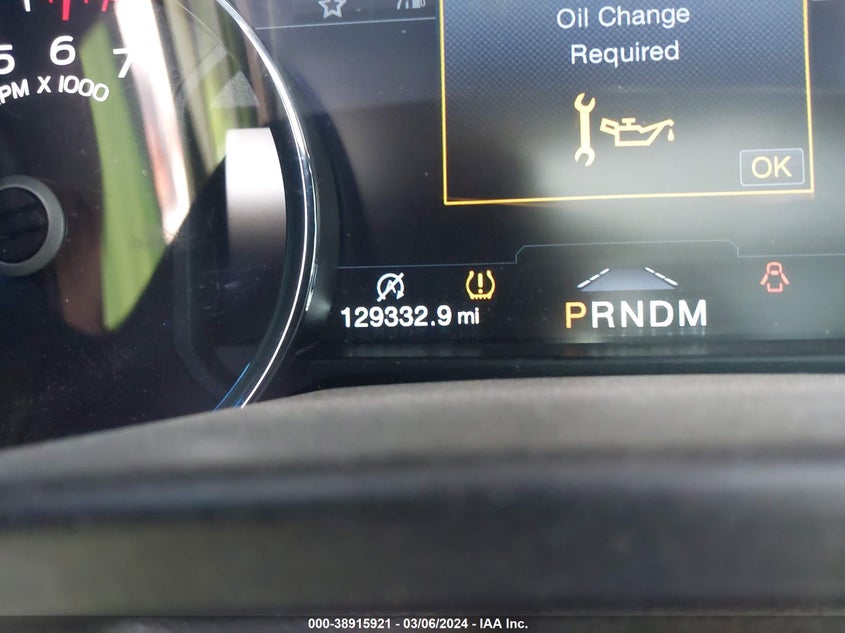 Oil Change
Required
OK
5 6 7
RPM X 1000
129332.9 mi
PRNDM
000-38915921 - 03/06/2024 - IAA Inc.